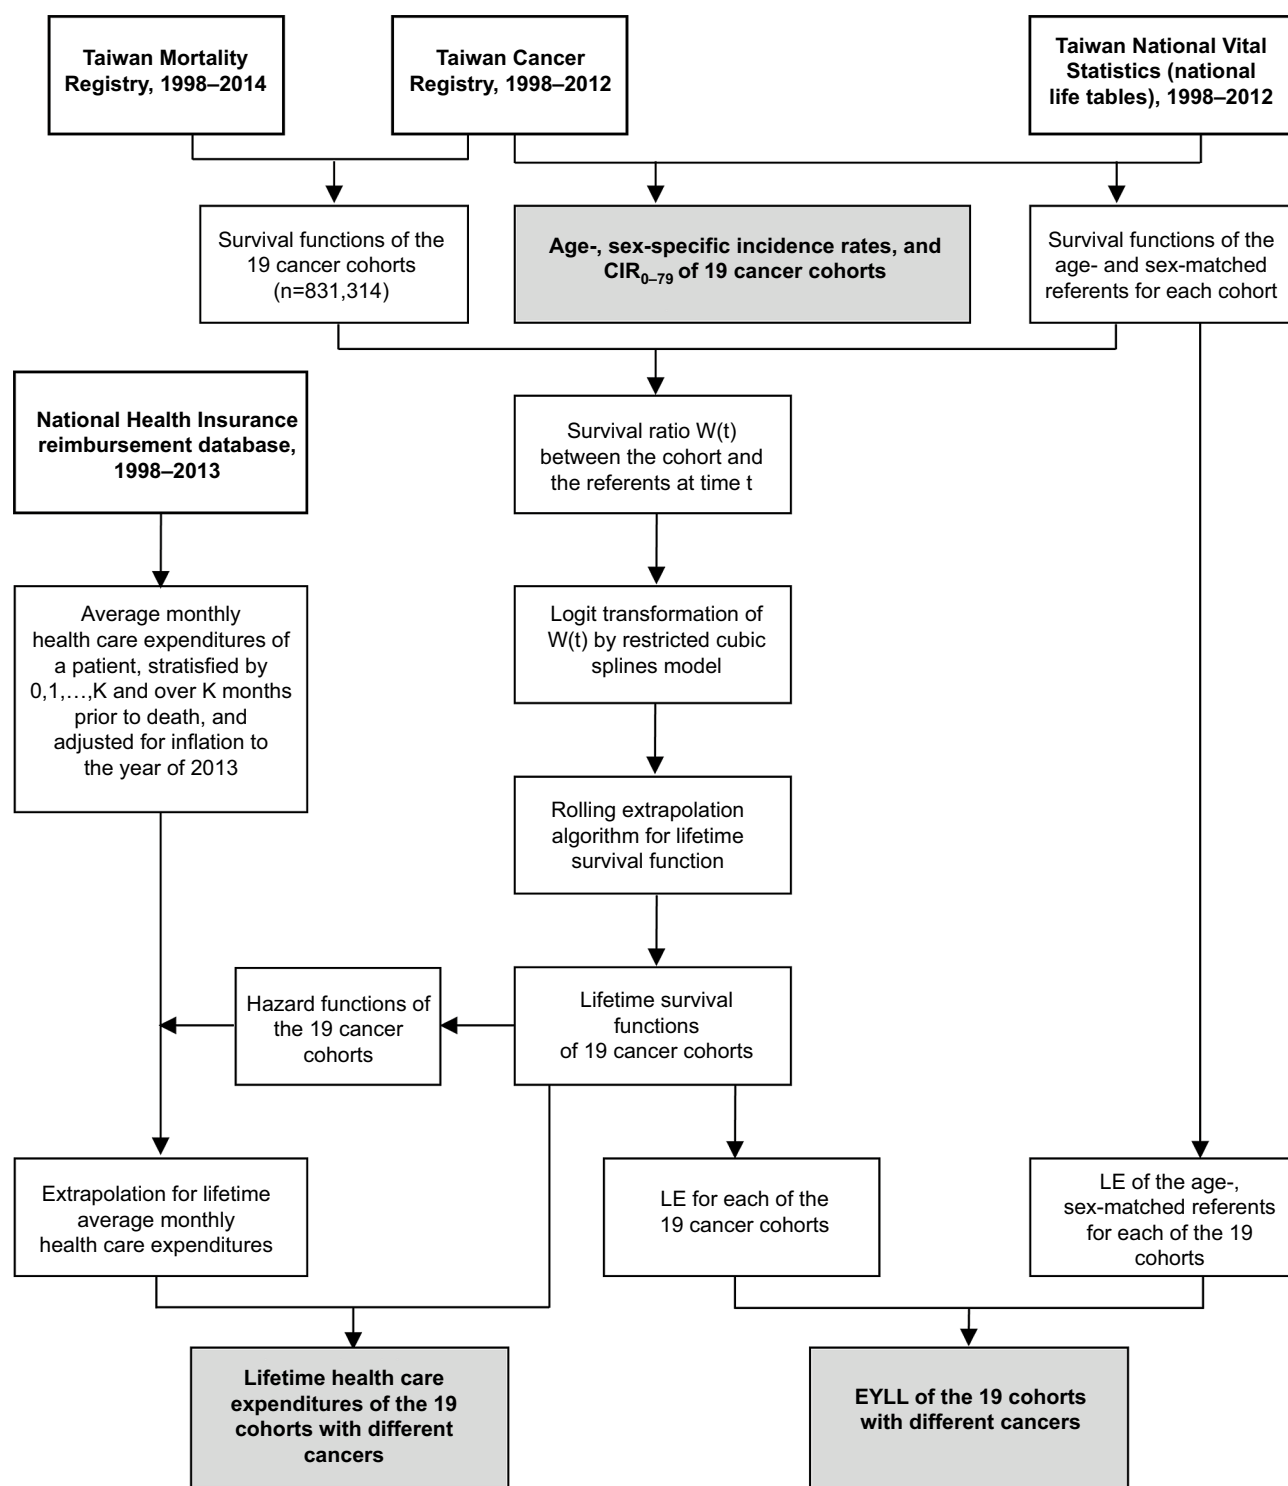 Taiwan Mortality
Registry, 1998–2014
Taiwan Cancer
Registry, 1998–2012
Taiwan National Vital
Statistics (national
life tables), 1998–2012
Survival functions of the
19 cancer cohorts
(n=831,314)
Age-, sex-specific incidence rates, and
CIR0–79 of 19 cancer cohorts
Survival functions of the
age- and sex-matched
referents for each cohort
National Health Insurance
reimbursement database,
1998–2013
Survival ratio W(t)
between the cohort and
the referents at time t
Average monthly
health care expenditures of
a patient, stratisfied by
0,1,…,K and over K months
prior to death, and
adjusted for inflation to
the year of 2013
Logit transformation of
W(t) by restricted cubic
splines model
Rolling extrapolation
algorithm for lifetime
survival function
Hazard functions of
the 19 cancer
cohorts
Lifetime survival
functions
of 19 cancer cohorts
Extrapolation for lifetime
average monthly
health care expenditures
LE for each of the
19 cancer cohorts
LE of the age-,
sex-matched referents
for each of the 19
cohorts
Lifetime health care
expenditures of the 19
cohorts with different
cancers
EYLL of the 19 cohorts
with different cancers